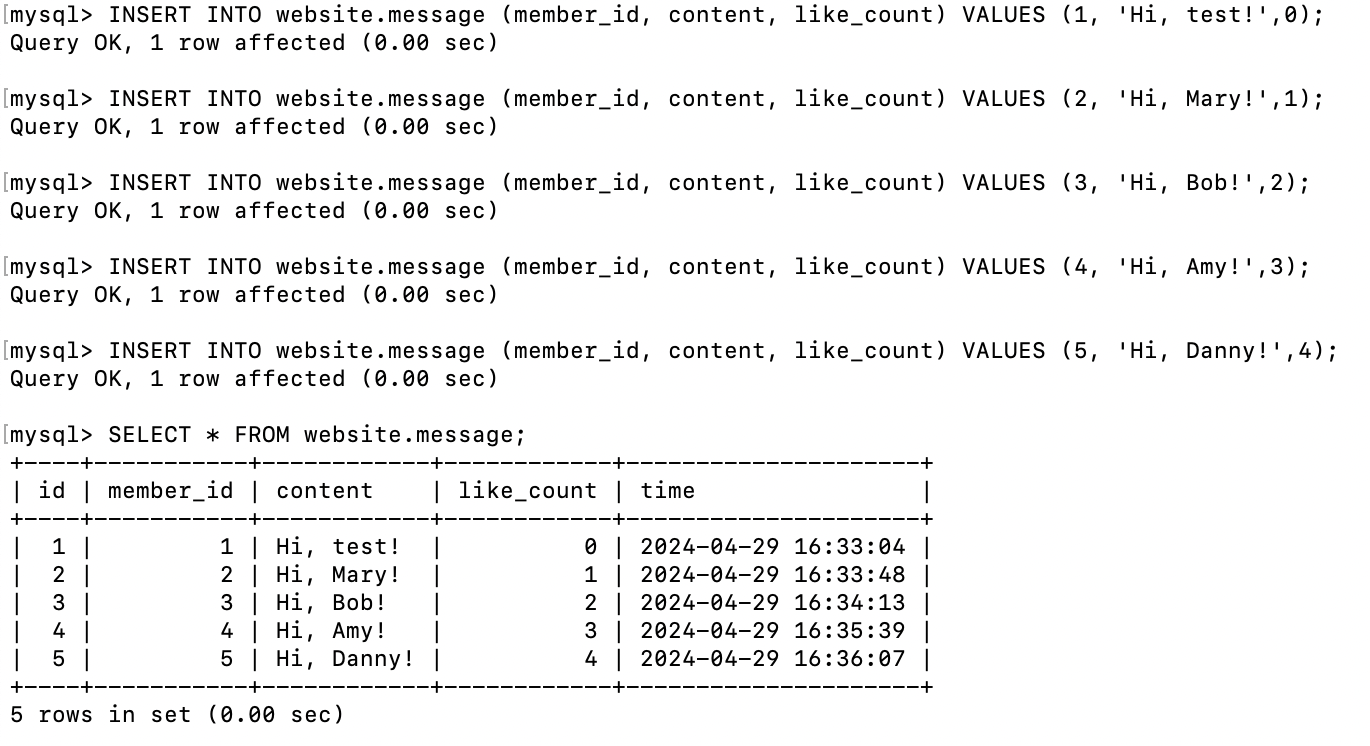 [mysql> INSERT INTO website.message (member_id, content, like_count) VALUES (1, 'Hi, test!',0);
Query OK, 1 row affected (0.00 sec)

[mysql> INSERT INTO website.message (member_id, content, like_count) VALUES (2, 'Hi, Mary!',1);
Query OK, 1 row affected (0.00 sec)

[mysql> INSERT INTO website.message (member_id, content, like_count) VALUES (3, 'Hi, Bob!',2);
Query OK, 1 row affected (0.00 sec)

[mysql> INSERT INTO website.message (member_id, content, like_count) VALUES (4, 'Hi, Amy!',3);
Query OK, 1 row affected (0.00 sec)

[mysql> INSERT INTO website.message (member_id, content, like_count) VALUES (5, 'Hi, Danny!',4);
Query OK, 1 row affected (0.00 sec)

[mysql> SELECT * FROM website.message;
+----+-----------+------------+------------+---------------------+
| id | member_id | content    | like_count | time                |
+----+-----------+------------+------------+---------------------+
|  1 |         1 | Hi, test!  |          0 | 2024-04-29 16:33:04 |
|  2 |         2 | Hi, Mary!  |          1 | 2024-04-29 16:33:48 |
|  3 |         3 | Hi, Bob!   |          2 | 2024-04-29 16:34:13 |
|  4 |         4 | Hi, Amy!   |          3 | 2024-04-29 16:35:39 |
|  5 |         5 | Hi, Danny! |          4 | 2024-04-29 16:36:07 |
+----+-----------+------------+------------+---------------------+
5 rows in set (0.00 sec)